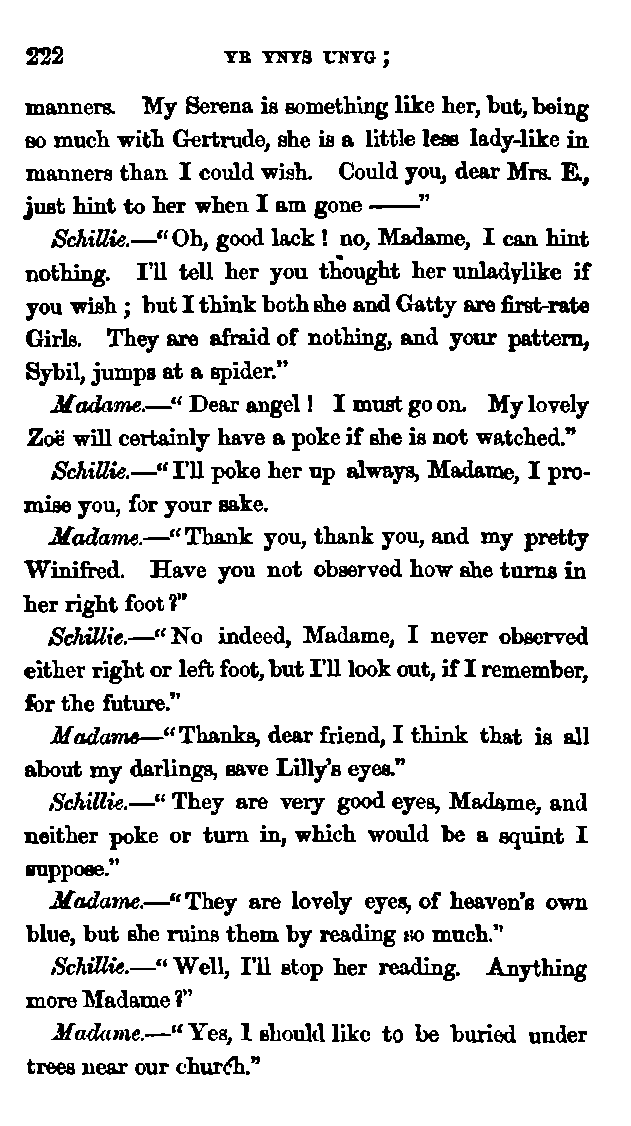 222 YR YNYS UNYG ;
manners. My Serena is something like her, but, being
so much with Gertrude, she is a little less lady-like in
manners than I could wish. Could you, dear Mrs. E.,
just hint to her when I am gone ——"
Schillie.—"Oh, good lack ! no, Madame, I can hint
nothing. I'll tell her you thought her unladylike if
you wish ; but I think both she and Gatty are first-rate
Girls. They are afraid of nothing, and your pattern,
Sybil, jumps at a spider."
Madame.—" Dear angel ! I must go on. My lovely
Zoë will certainly have a poke if she is not watched."
Schillie.—"I'll poke her up always, Madame, I pro-
mise you, for your sake.
Madame.—"Thank you, thank you, and my pretty
Winifred. Have you not observed how she turns in
her right foot ?"
Schillie.—"No indeed, Madame, I never observed
either right or left foot, but I'll look out, if I remember,
for the future."
Madame—"Thanks, dear friend, I think that is all
about my darlings, save Lilly's eyes."
Schillie.—" They are very good eyes, Madame, and
neither poke or turn in, which would be a squint I
suppose."
Madame.—"They are lovely eyes, of heaven's own
blue, but she ruins them by reading so much."
Schillie.—"Well, I'll stop her reading. Anything
more Madame ?"
Madame.—"Yes, I should like to be buried under
trees near our church."